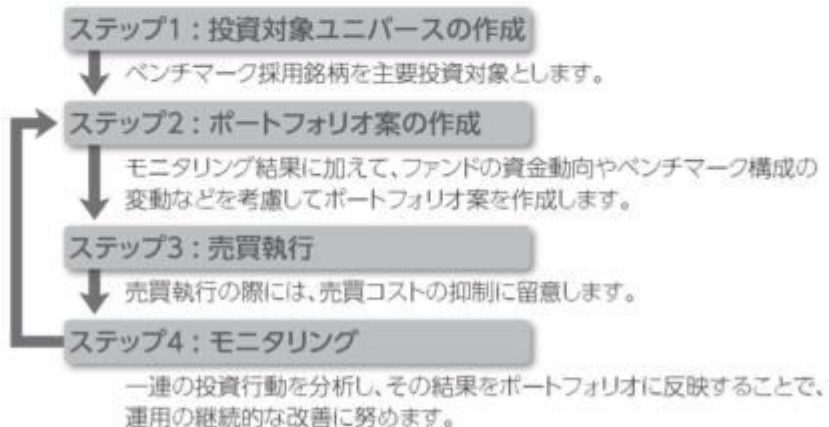 ステップ1：投資対象ユニバースの作成
ベンチマーク採用銘柄を主要投資対象とします。
ステップ2：ポートフォリオ案の作成
モニタリング結果に加えて、ファンドの資金動向やベンチマーク構成の
変動などを考慮してポートフォリオ案を作成します。
ステップ3：売買執行
売買執行の際には、売買コストの抑制に留意します。
ステップ4：モニタリング
一連の投資行動を分析し、その結果をポートフォリオに反映することで、
運用の継続的な改善に努めます。